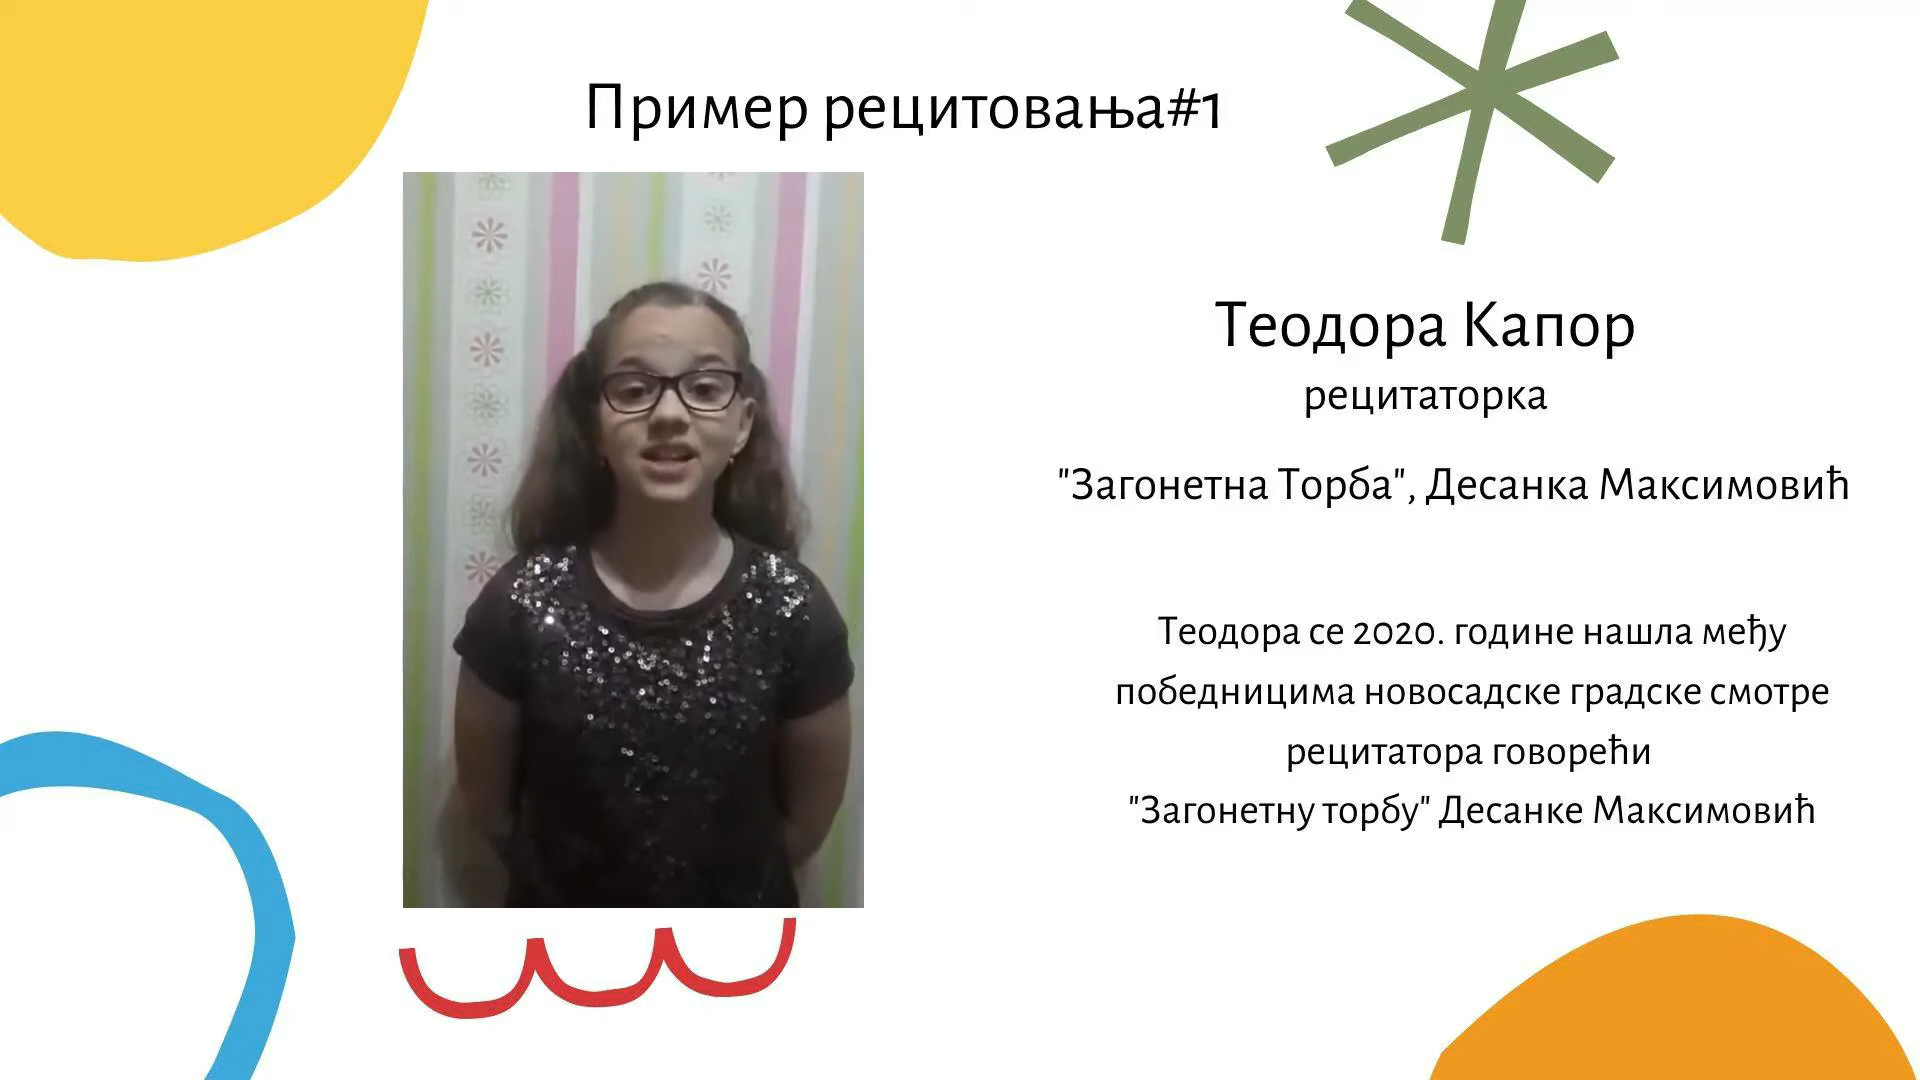 Пример рецитовања#1
Теодора Капор
рецитаторка
"Загонетна Торба", Десанка Максимовић
Теодора се 2020. године нашла међу
победницима новосадске градске смотре
рецитатора говорећи
"Загонетну торбу" Десанке Максимовић